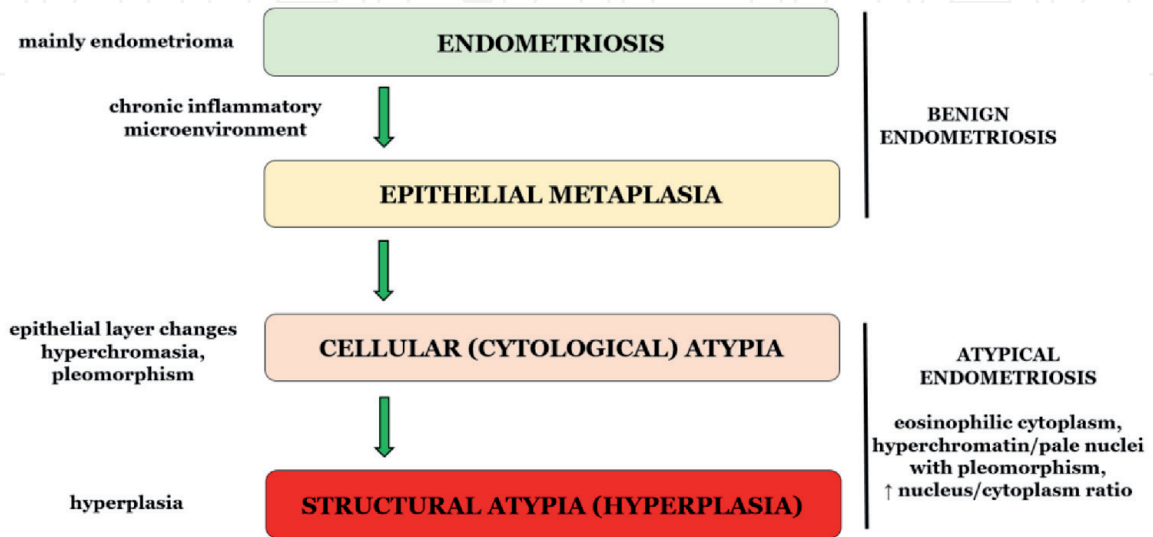 mainly endometrioma
ENDOMETRIOSIS
chronic inflammatory
microenvironment
BENIGN
ENDOMETRIOSIS
EPITHELIAL METAPLASIA
epithelial layer changes
hyperchromasia,
pleomorphism
CELLULAR (CYTOLOGICAL) ATYPIA
ATYPICAL
ENDOMETRIOSIS
eosinophilic cytoplasm,
hyperchromatin/pale nuclei
with pleomorphism,
↑ nucleus/cytoplasm ratio
hyperplasia
STRUCTURAL ATYPIA (HYPERPLASIA)